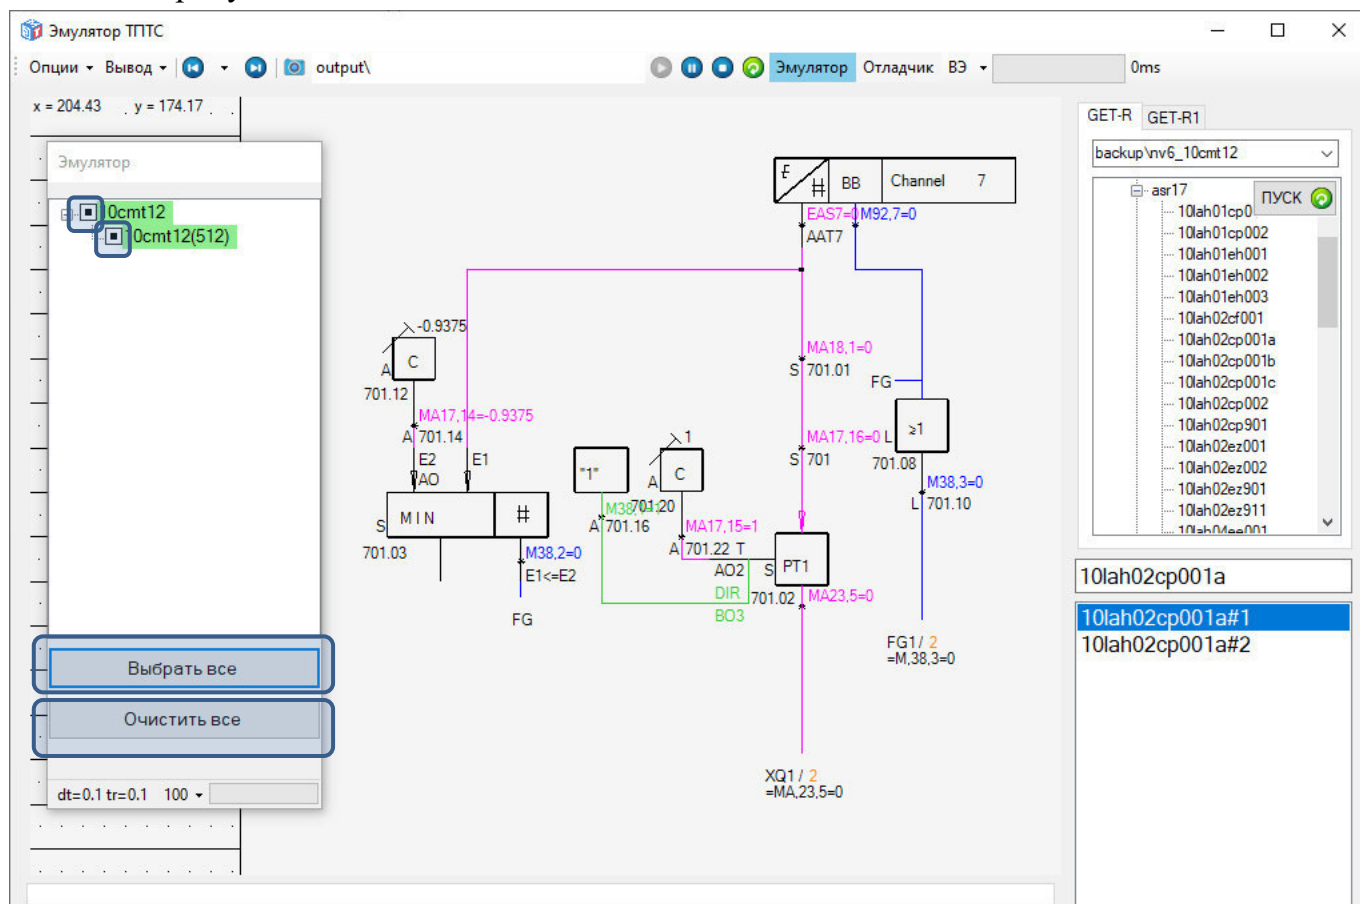 Эмулятор ТПТС
Опции Вывод output\ Эмулятор Отладчик ВЭ 0ms
x = 204.43 y = 174.17
Эмулятор
10cmt12
10cmt12(512)
Выбрать все
Очистить все
dt=0.1 tr=0.1 100
BB Channel 7
EAS7=0 M92,7=0
AAT7
-0.9375
C
A
701.12
MA17,14=-0.9375
A 701.14
E2 E1
AO
MIN
S
701.03
M38,2=0
E1<=E2
FG
"1"
A 701.16
1
C
A
701.20
MA17,15=1
A 701.22 T
AO2 S
DIR
BO3
MA18,1=0
S 701.01
MA17,16=0
S 701
PT1
701.02
MA23,5=0
XQ1 / 2
=MA,23,5=0
FG
L
≥1
701.08
M38,3=0
L 701.10
FG1 / 2
=M,38,3=0
GET-R GET-R1
backup\nv6_10cmt12
asr17
ПУСК
10lah01cp0
10lah01cp002
10lah01eh001
10lah01eh002
10lah01eh003
10lah02cf001
10lah02cp001a
10lah02cp001b
10lah02cp001c
10lah02cp002
10lah02cp901
10lah02ez001
10lah02ez002
10lah02ez901
10lah02ez911
10lah04ee001
10lah02cp001a
10lah02cp001a#1
10lah02cp001a#2